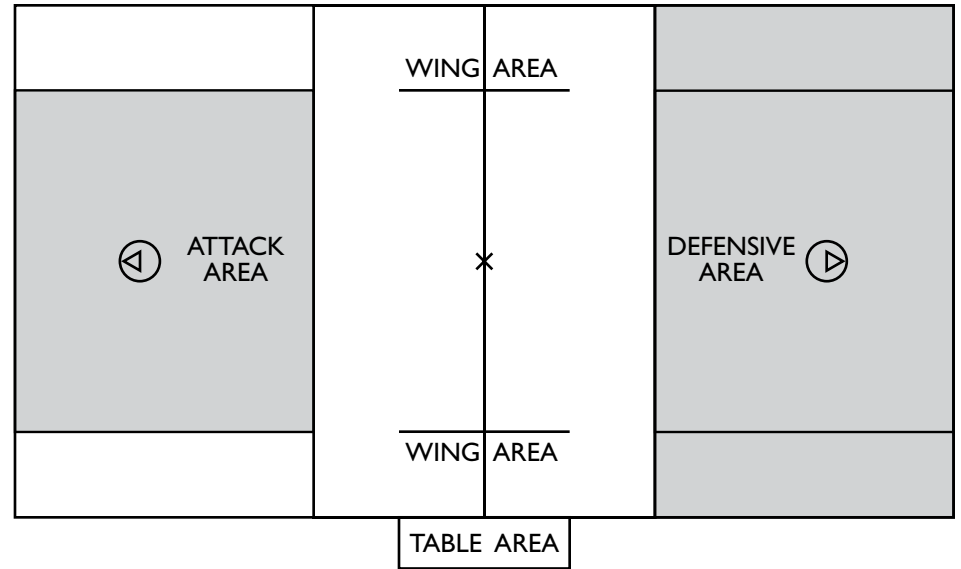 WING AREA
ATTACK
AREA
DEFENSIVE
AREA
WING AREA
TABLE AREA